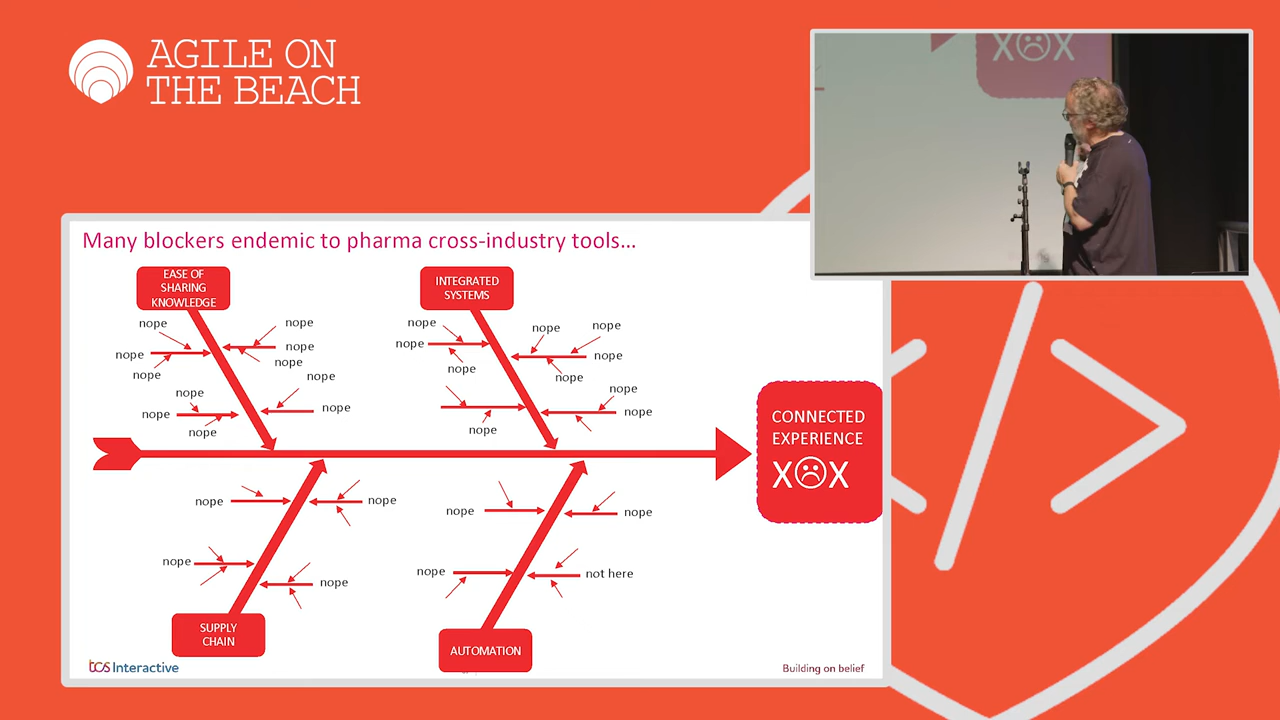 AGILE ON
THE BEACH
X☹X
Many blockers endemic to pharma cross-industry tools...
EASE OF
SHARING
KNOWLEDGE
nope
nope
nope
nope
nope
nope
nope
nope
nope
nope
nope
nope
INTEGRATED
SYSTEMS
nope
nope
nope
nope
nope
nope
nope
nope
nope
nope
CONNECTED
EXPERIENCE
X☹X
nope
nope
nope
nope
SUPPLY
CHAIN
nope
nope
nope
not here
AUTOMATION
tcs Interactive
Building on belief